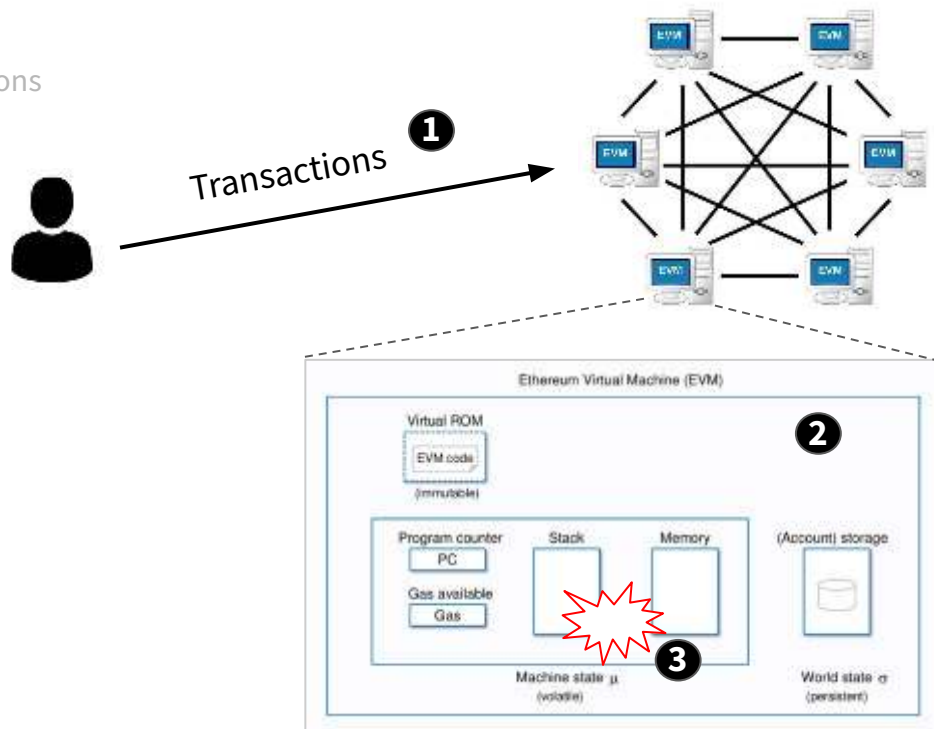 ons
Transactions
1
EVM
EVM
EVM
EVM
EVM
EVM
Ethereum Virtual Machine (EVM)
2
Virtual ROM
EVM code
(immutable)
Program counter
PC
Stack
Memory
(Account) storage
Gas available
Gas
3
Machine state μ
(volatile)
World state σ
(persistent)